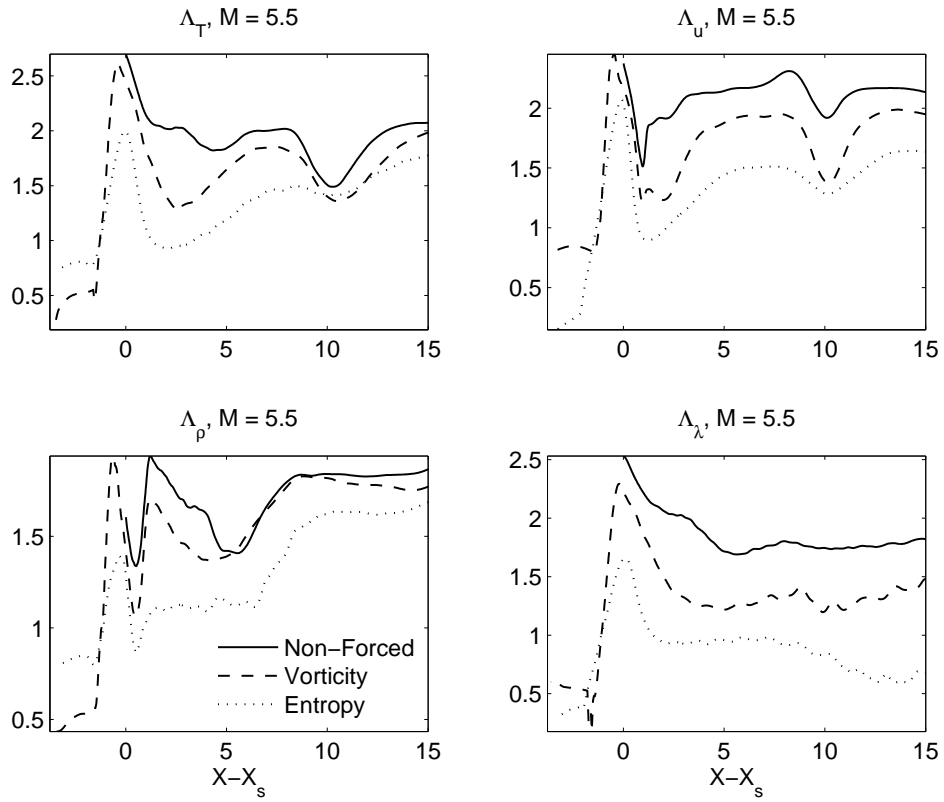 Λ_T, M = 5.5
Λ_u, M = 5.5
2.5
2
1.5
1
0.5
0 5 10 15
2
1.5
1
0.5
0 5 10 15
Λ_ρ, M = 5.5
Λ_λ, M = 5.5
1.5
1
0.5
0 5 10 15
X−X_s
Non−Forced
Vorticity
Entropy
2.5
2
1.5
1
0.5
0 5 10 15
X−X_s